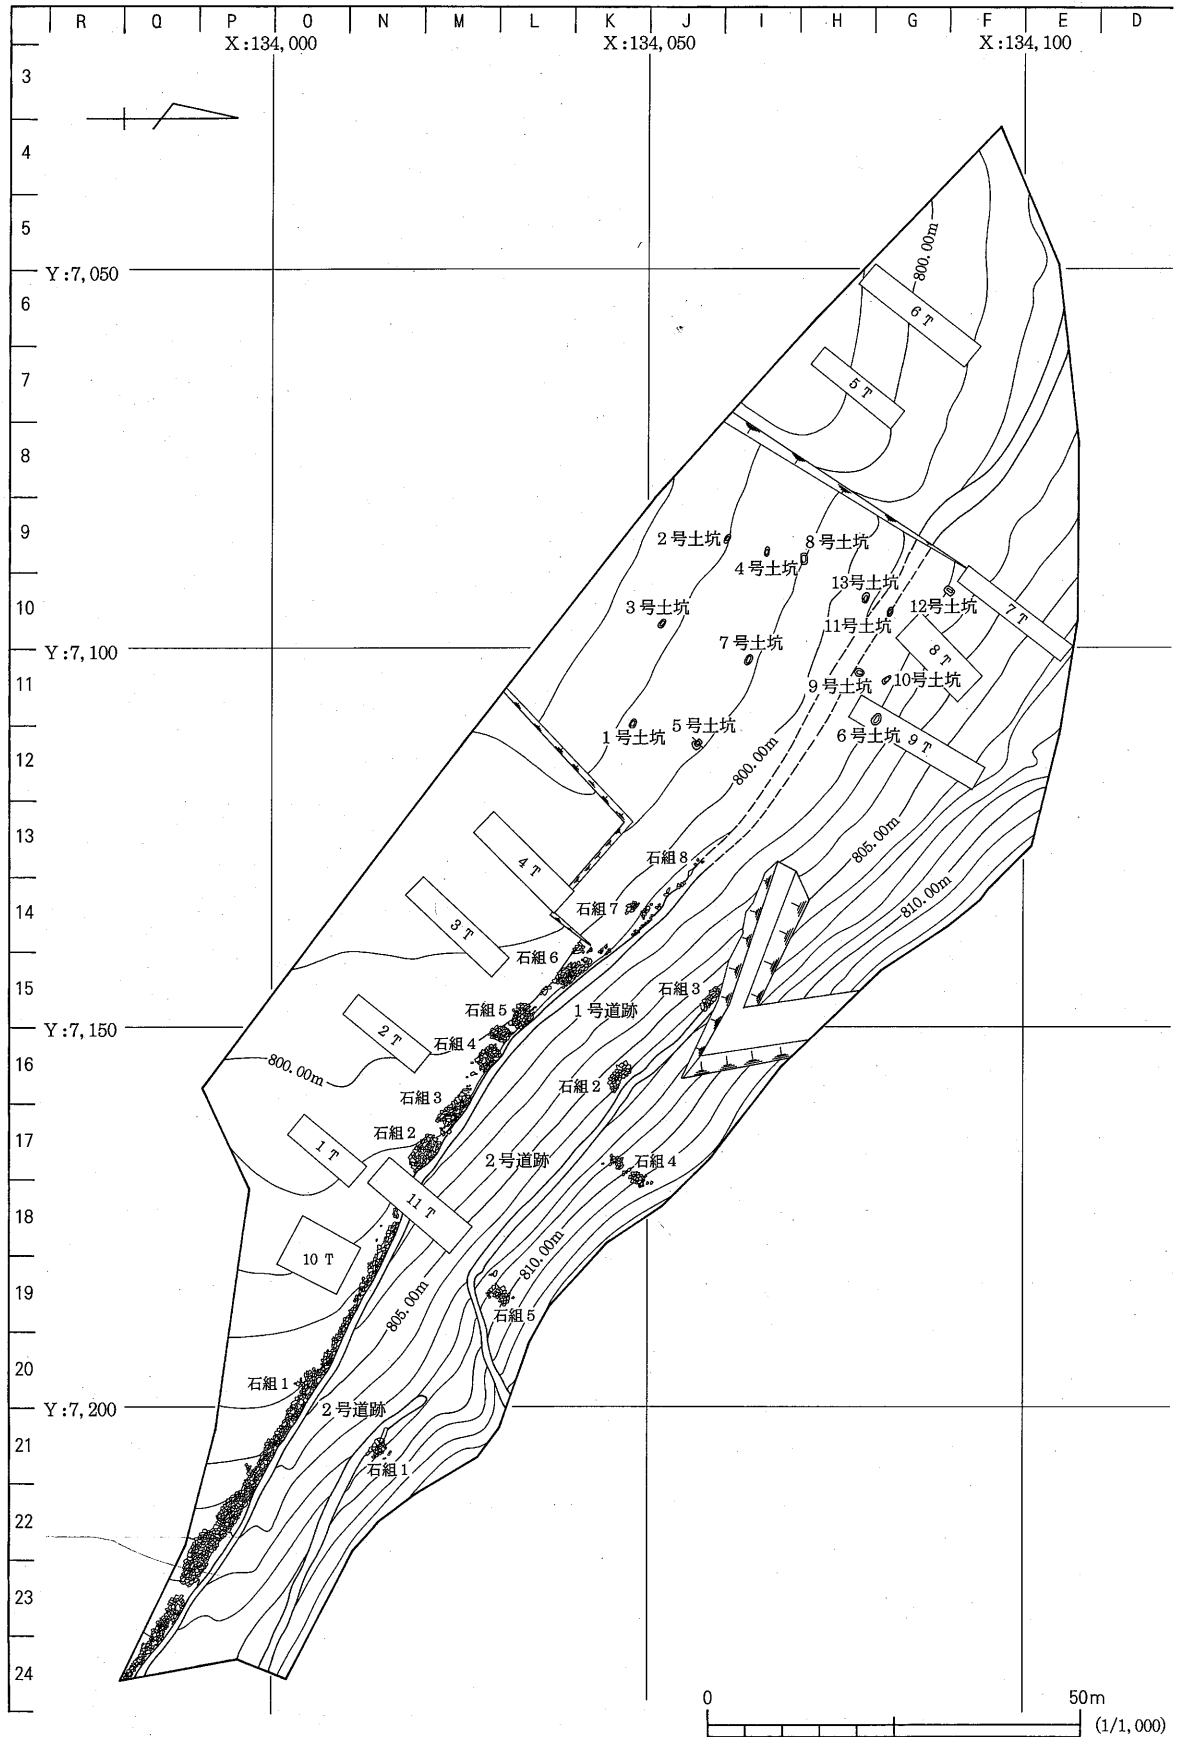 R Q P O N M L K J I H G F E D
X:134,000 X:134,050 X:134,100
3
4
5
Y:7,050
800.00m
6
6 T
7
5 T
8
9
2号土坑
8号土坑
4号土坑
13号土坑
10
3号土坑
12号土坑
7 T
11号土坑
Y:7,100
7号土坑
8 T
11
9号土坑
10号土坑
1号土坑
5号土坑
6号土坑
9 T
12
800.00m
13
805.00m
4 T
石組8
14
石組7
810.00m
3 T
石組6
15
石組3
石組5
1号道跡
Y:7,150
2 T
石組4
16
800.00m
石組2
石組3
17
石組2
1 T
2号道跡
石組4
18
11 T
10 T
810.00m
19
805.00m
石組5
20
石組1
Y:7,200
2号道跡
21
石組1
22
23
24
0 50m
(1/1,000)